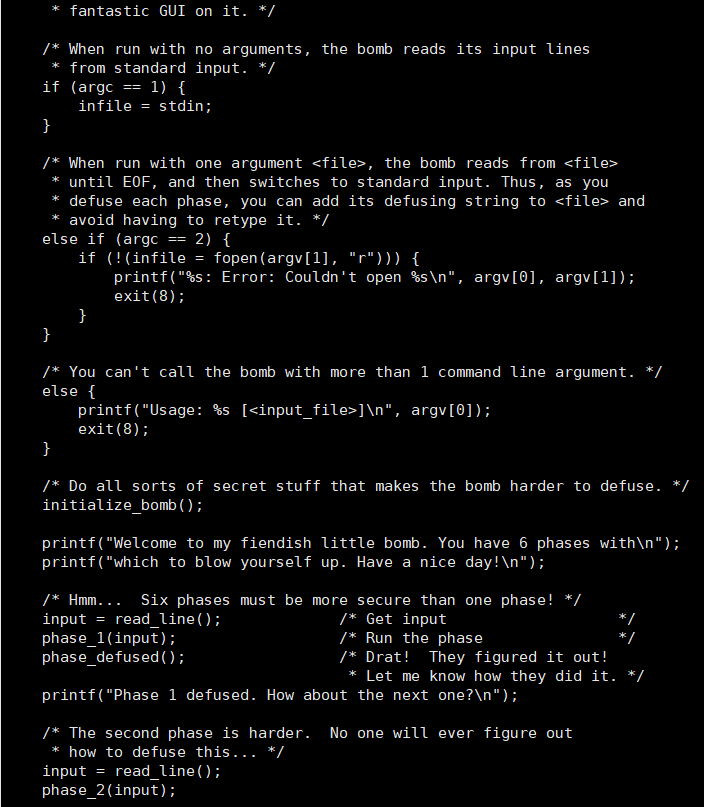 * fantastic GUI on it. */

/* When run with no arguments, the bomb reads its input lines
 * from standard input. */
if (argc == 1) {
    infile = stdin;
}

/* When run with one argument <file>, the bomb reads from <file>
 * until EOF, and then switches to standard input. Thus, as you
 * defuse each phase, you can add its defusing string to <file> and
 * avoid having to retype it. */
else if (argc == 2) {
    if (!(infile = fopen(argv[1], "r"))) {
        printf("%s: Error: Couldn't open %s\n", argv[0], argv[1]);
        exit(8);
    }
}

/* You can't call the bomb with more than 1 command line argument. */
else {
    printf("Usage: %s [<input_file>]\n", argv[0]);
    exit(8);
}

/* Do all sorts of secret stuff that makes the bomb harder to defuse. */
initialize_bomb();

printf("Welcome to my fiendish little bomb. You have 6 phases with\n");
printf("which to blow yourself up. Have a nice day!\n");

/* Hmm...  Six phases must be more secure than one phase! */
input = read_line();             /* Get input                   */
phase_1(input);                  /* Run the phase               */
phase_defused();                 /* Drat!  They figured it out!
                                  * Let me know how they did it. */
printf("Phase 1 defused. How about the next one?\n");

/* The second phase is harder.  No one will ever figure out
 * how to defuse this... */
input = read_line();
phase_2(input);